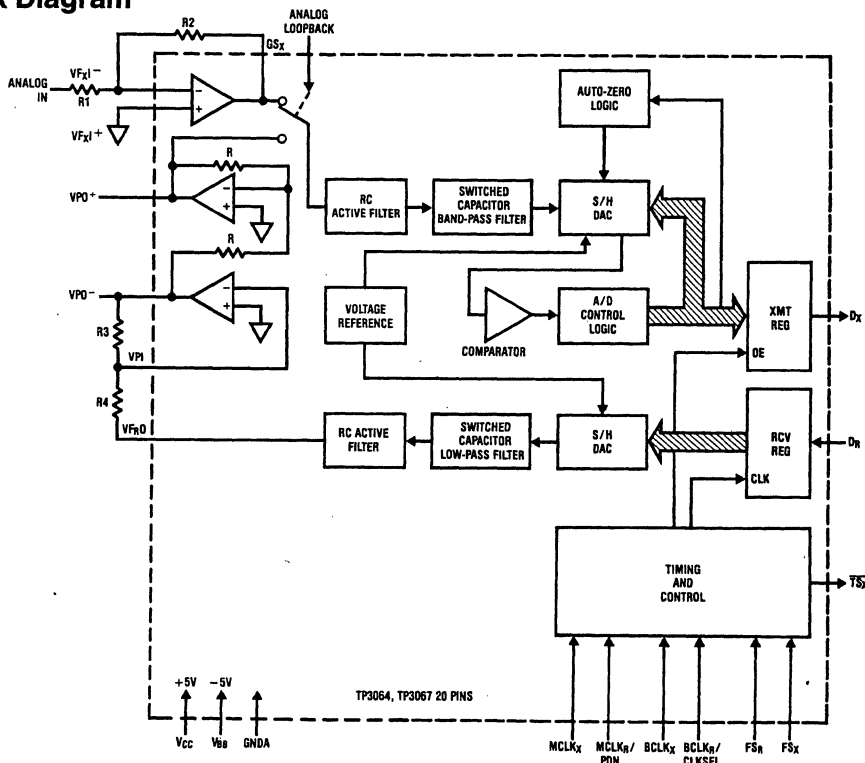 k Diagram
R2
ANALOG
LOOPBACK
GSX
ANALOG
IN
VFXI−
R1
VFXI+
AUTO-ZERO
LOGIC
R
VPO+
RC
ACTIVE FILTER
SWITCHED
CAPACITOR
BAND-PASS FILTER
S/H
DAC
R
VPO−
VOLTAGE
REFERENCE
COMPARATOR
A/D
CONTROL
LOGIC
XMT
REG
DX
OE
R3
VPI
R4
VFRO
RC ACTIVE
FILTER
SWITCHED
CAPACITOR
LOW-PASS FILTER
S/H
DAC
RCV
REG
DR
CLK
TIMING
AND
CONTROL
TSX
+5V
−5V
TP3064, TP3067 20 PINS
VCC
VBB
GNDA
MCLKX
MCLKR/
PDN
BCLKX
BCLKR/
CLKSEL
FSR
FSX